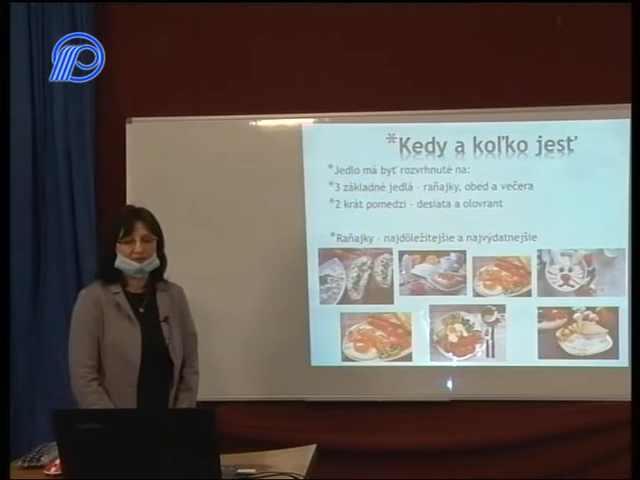 *Kedy a koľko jesť
*Jedlo má byť rozvrhnuté na:
*3 základné jedlá - raňajky, obed a večera
*2 krát pomedzi - desiata a olovrant
*Raňajky - najdôležitejšie a najvýdatnejšie